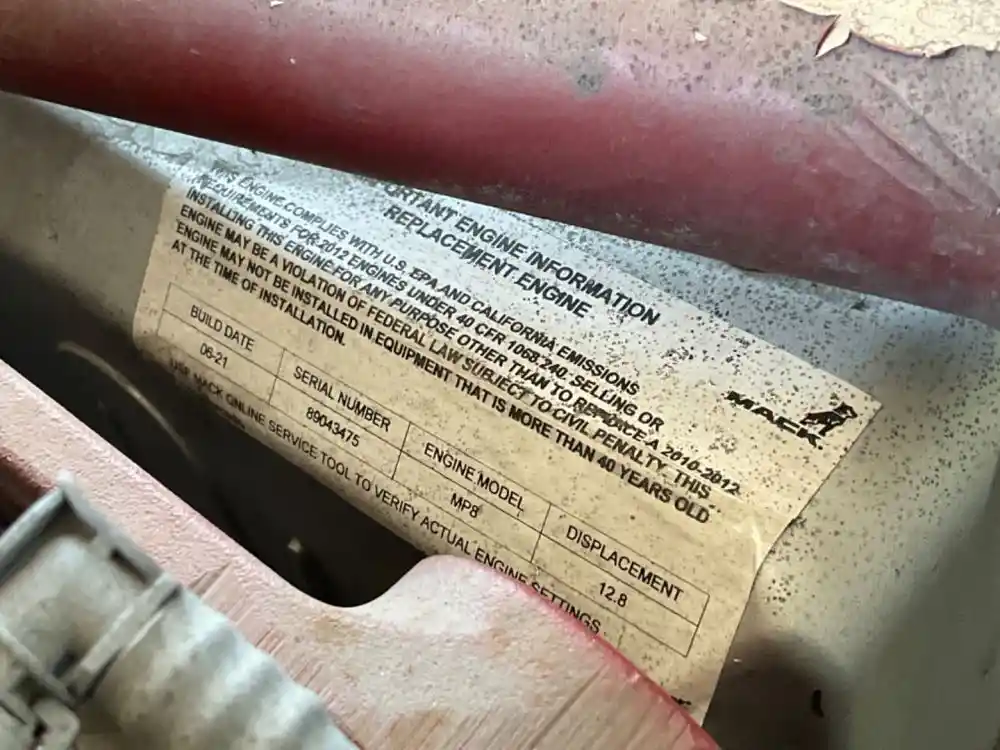 ORTANT ENGINE INFORMATION
REPLACEMENT ENGINE
THIS ENGINE COMPLIES WITH U.S. EPA AND CALIFORNIA EMISSIONS
REQUIREMENTS FOR 2012 ENGINES UNDER 40 CFR 1068.240. SELLING OR
INSTALLING THIS ENGINE FOR ANY PURPOSE OTHER THAN TO REPLACE A 2010-2012
ENGINE MAY BE A VIOLATION OF FEDERAL LAW SUBJECT TO CIVIL PENALTY. THIS
ENGINE MAY NOT BE INSTALLED IN EQUIPMENT THAT IS MORE THAN 40 YEARS OLD
AT THE TIME OF INSTALLATION.
MACK
BUILD DATE SERIAL NUMBER ENGINE MODEL DISPLACEMENT
06-21 89043475 MP8 12.8
USE MACK ONLINE SERVICE TOOL TO VERIFY ACTUAL ENGINE SETTINGS.